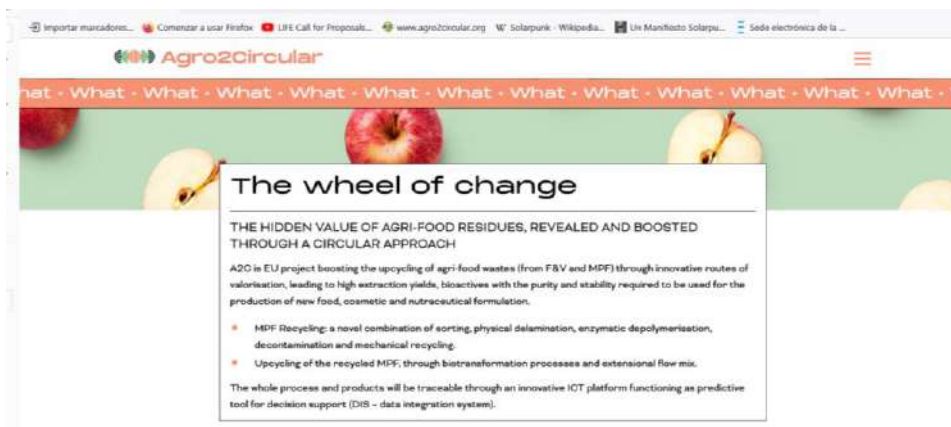 Importar marcadores... Comenzar a usar Firefox LIFE Call for Proposals... www.agro2circular.org W Solarpunk - Wikipedia... Un Manifiesto Solarpu... Sede electrónica de la ...
Agro2Circular
hat • What • What • What • What • What • What • What • What • What • What • What • What •
The wheel of change
THE HIDDEN VALUE OF AGRI-FOOD RESIDUES, REVEALED AND BOOSTED
THROUGH A CIRCULAR APPROACH
A2C is EU project boosting the upcycling of agri-food wastes (from F&V and MPF) through innovative routes of
valorisation, leading to high extraction yields, bioactives with the purity and stability required to be used for the
production of new food, cosmetic and nutraceutical formulation.
MPF Recycling: a novel combination of sorting, physical delamination, enzymatic depolymerisation,
decontamination and mechanical recycling.
Upcycling of the recycled MPF, through biotransformation processes and extensional flow mix.
The whole process and products will be traceable through an innovative ICT platform functioning as predictive
tool for decision support (DIS – data integration system).